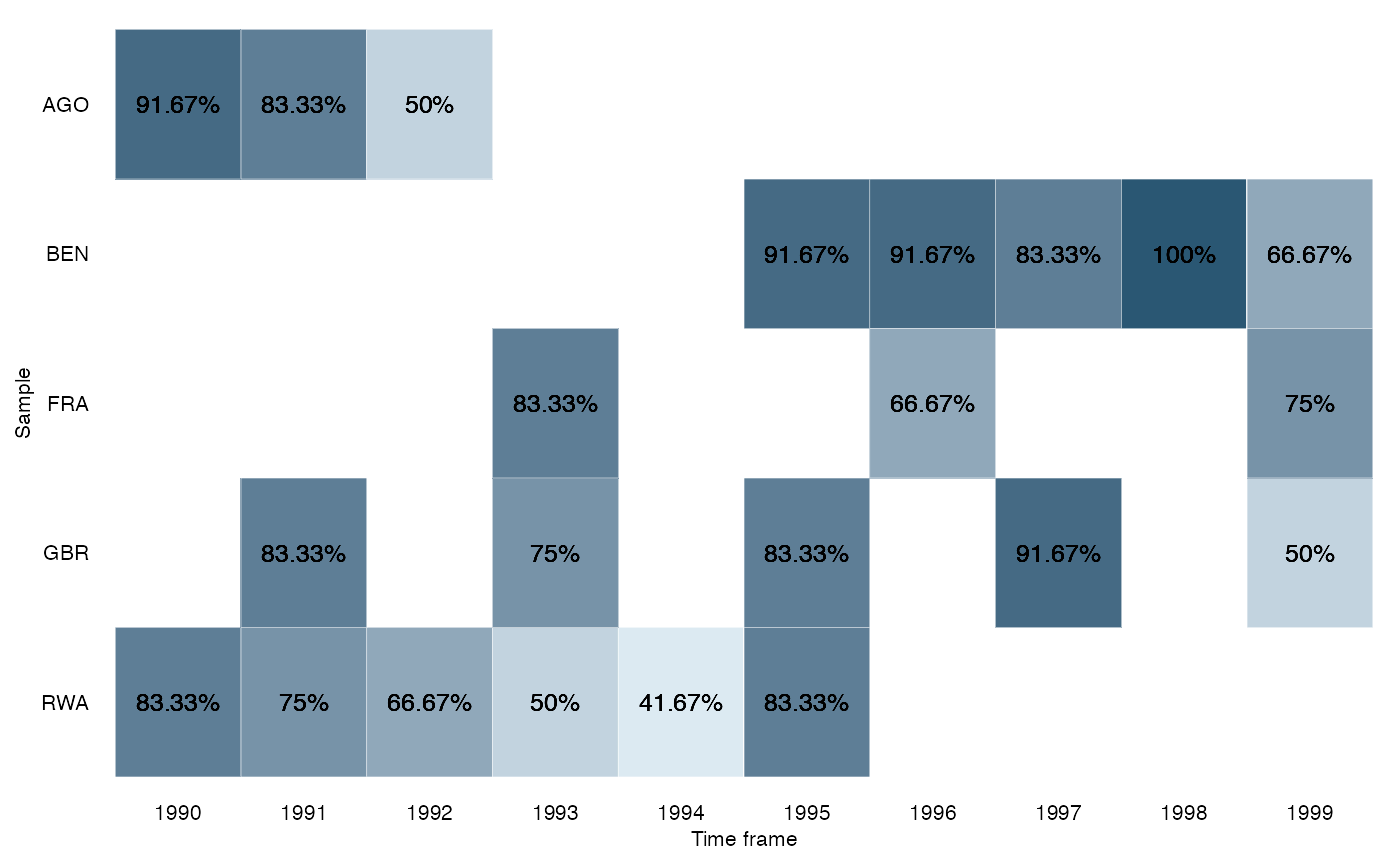 AGO 91.67% 83.33% 50%
BEN 91.67% 91.67% 83.33% 100% 66.67%
Sample
FRA 83.33% 66.67% 75%
GBR 83.33% 75% 83.33% 91.67% 50%
RWA 83.33% 75% 66.67% 50% 41.67% 83.33%
1990 1991 1992 1993 1994 1995 1996 1997 1998 1999
Time frame